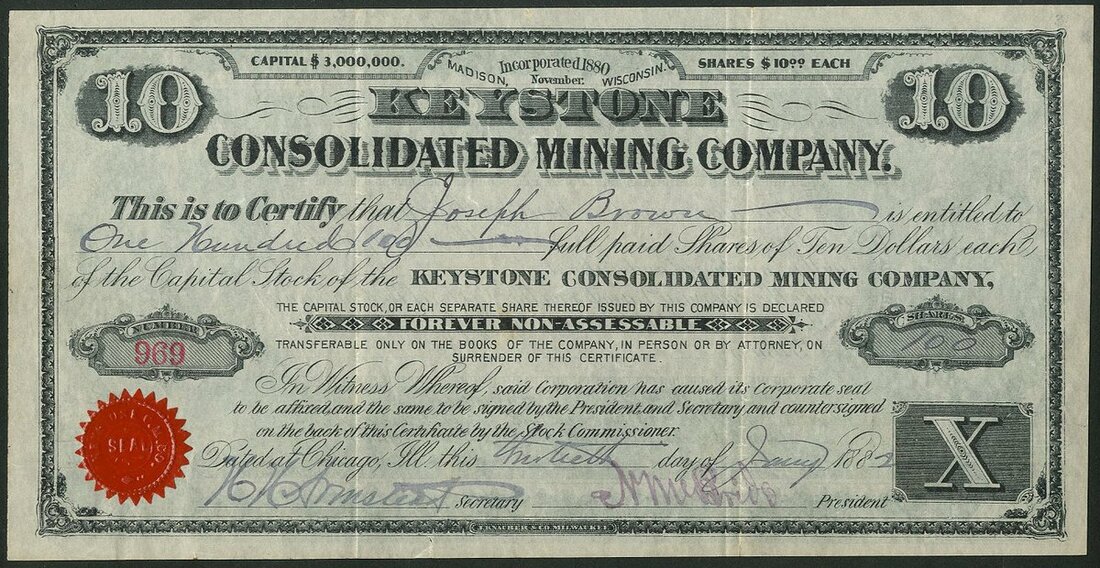 CAPITAL $ 3,000,000.
Incorporated 1880
November.
MADISON, WISCONSIN.
SHARES $ 10.00 EACH
10
10
KEYSTONE
CONSOLIDATED MINING COMPANY.
This is to Certify that Joseph Brown is entitled to
One Hundred full paid Shares of Ten Dollars each,
of the Capital Stock of the KEYSTONE CONSOLIDATED MINING COMPANY,
THE CAPITAL STOCK, OR EACH SEPARATE SHARE THEREOF ISSUED BY THIS COMPANY IS DECLARED
FOREVER NON-ASSESSABLE
TRANSFERABLE ONLY ON THE BOOKS OF THE COMPANY, IN PERSON OR BY ATTORNEY, ON
SURRENDER OF THIS CERTIFICATE.
NUMBER
969
SHARES
100
In Witness Whereof, said Corporation has caused its Corporate seal
to be affixed, and the same to be signed by the President and Secretary and countersigned
on the back of this Certificate by the Stock Commissioner.
Dated at Chicago, Ill. this Thirtieth day of Jany 1882
Secretary
President
X
SEAL